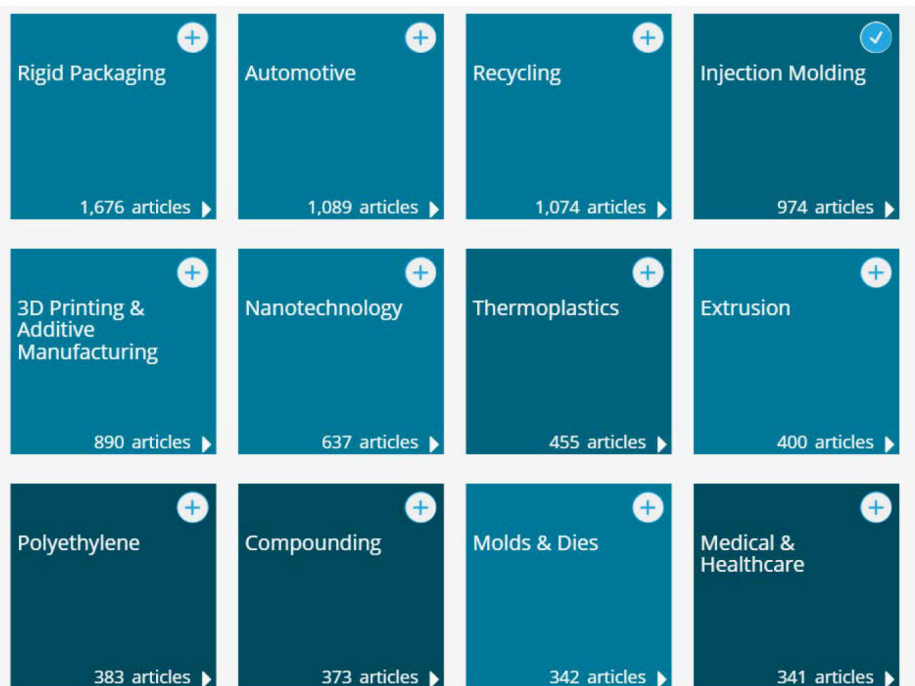 Rigid Packaging
1,676 articles
Automotive
1,089 articles
Recycling
1,074 articles
Injection Molding
974 articles
3D Printing &
Additive
Manufacturing
890 articles
Nanotechnology
637 articles
Thermoplastics
455 articles
Extrusion
400 articles
Polyethylene
383 articles
Compounding
373 articles
Molds & Dies
342 articles
Medical &
Healthcare
341 articles